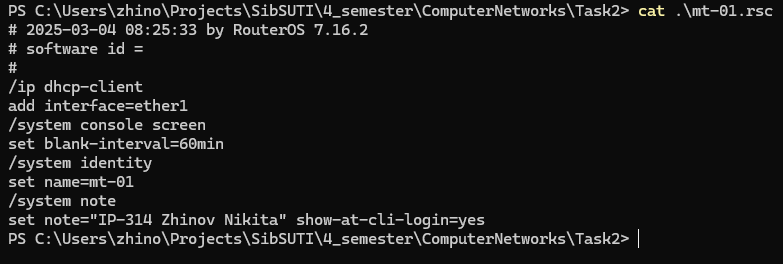 PS C:\Users\zhino\Projects\SibSUTI\4_semester\ComputerNetworks\Task2> cat .\mt-01.rsc
# 2025-03-04 08:25:33 by RouterOS 7.16.2
# software id =
#
/ip dhcp-client
add interface=ether1
/system console screen
set blank-interval=60min
/system identity
set name=mt-01
/system note
set note="IP-314 Zhinov Nikita" show-at-cli-login=yes
PS C:\Users\zhino\Projects\SibSUTI\4_semester\ComputerNetworks\Task2>